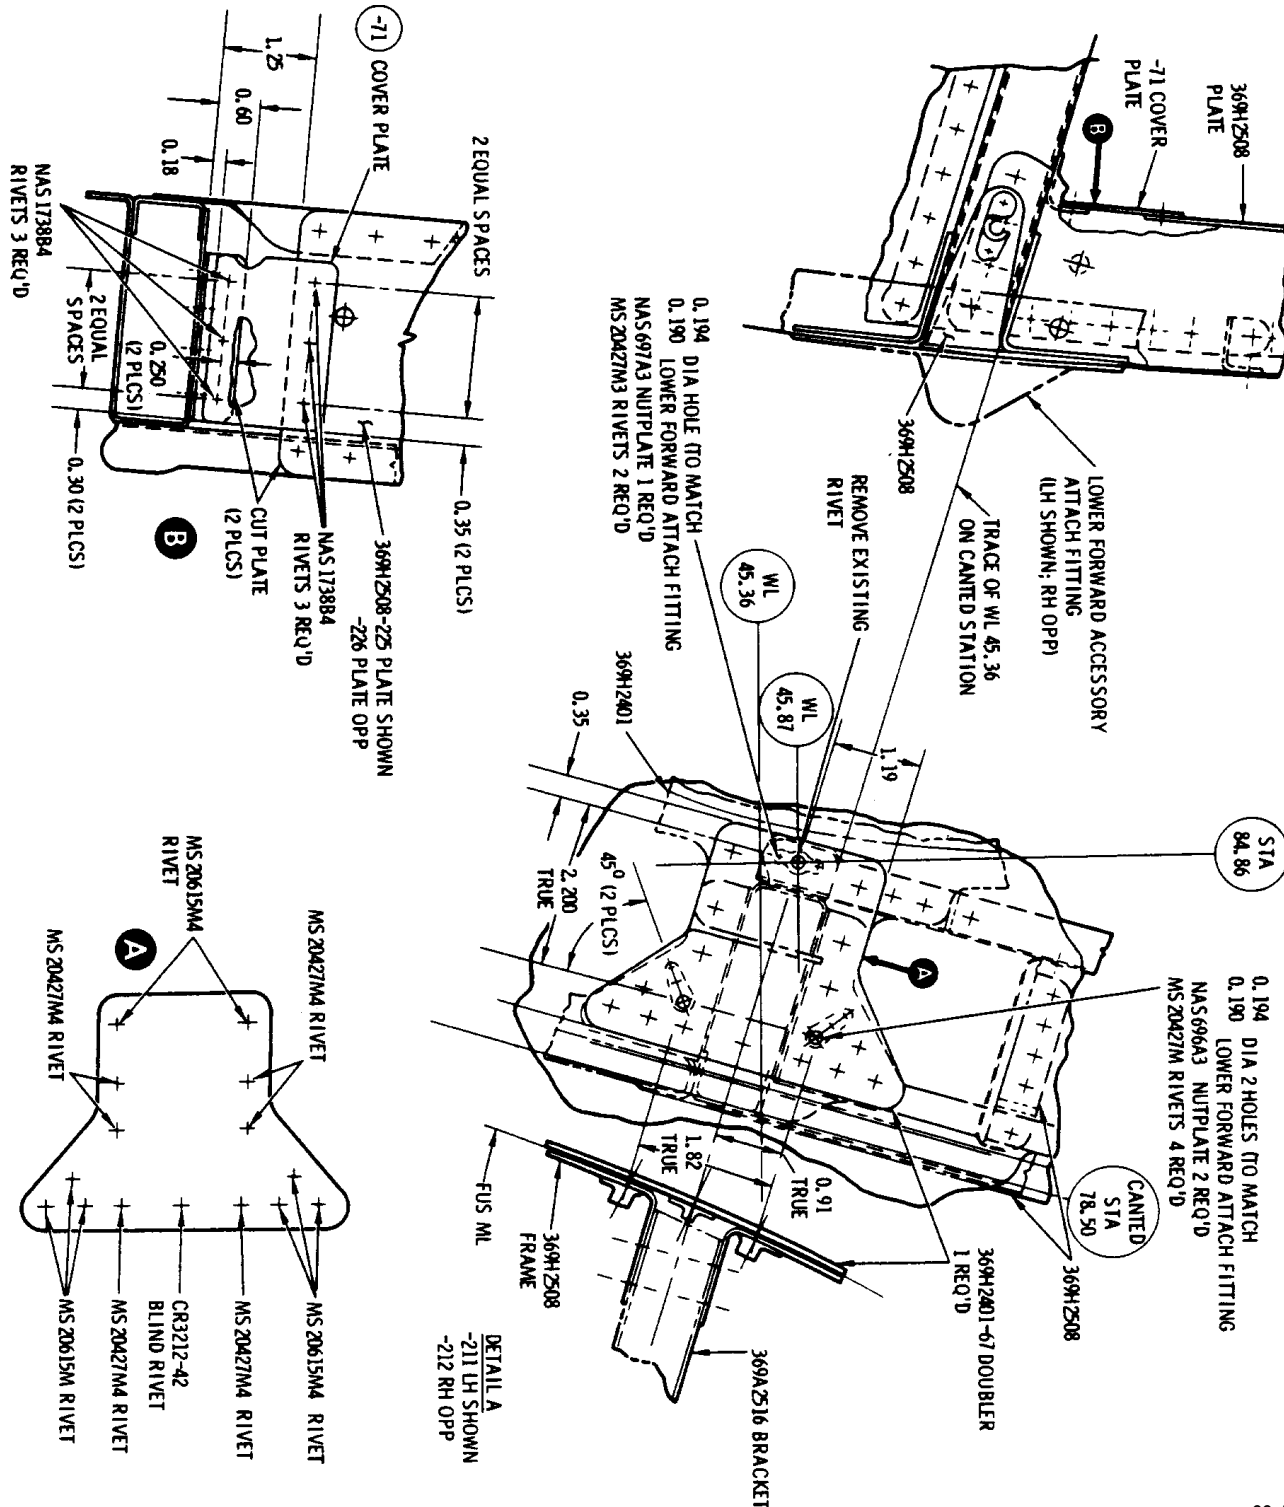 369H2508
PLATE
-71 COVER
PLATE
B
LOWER FORWARD ACCESSORY
ATTACH FITTING
(LH SHOWN; RH OPP)
369H2508
TRACE OF WL 45.36
ON CANTED STATION
REMOVE EXISTING
RIVET
0.194
0.190 DIA HOLE (TO MATCH
LOWER FORWARD ATTACH FITTING
NAS697A3 NUTPLATE 1 REQ'D
MS20427M3 RIVETS 2 REQ'D
-71 COVER PLATE
1.25
0.60
0.18
2 EQUAL SPACES
NAS1738B4
RIVETS 3 REQ'D
2 EQUAL
SPACES
0.250
(2 PLCS)
0.30 (2 PLCS)
0.35 (2 PLCS)
369H2508-225 PLATE SHOWN
-226 PLATE OPP
NAS1738B4
RIVETS 3 REQ'D
CUT PLATE
(2 PLCS)
B
STA
84.86
0.194
0.190 DIA 2 HOLES (TO MATCH
LOWER FORWARD ATTACH FITTING
NAS696A3 NUTPLATE 2 REQ'D
MS20427M RIVETS 4 REQ'D
1.19
WL
45.87
WL
45.36
369H2401
0.35
2.200
TRUE
45° (2 PLCS)
A
369H2508
CANTED
STA
78.50
1.82
TRUE
0.91
TRUE
FUS ML
369H2401-67 DOUBLER
1 REQ'D
369H2508
FRAME
369A2516 BRACKET
DETAIL A
-211 LH SHOWN
-212 RH OPP
MS20615M4
RIVET
MS20427M4 RIVET
A
MS20427M4 RIVET
MS20615M4 RIVET
MS20427M4 RIVET
CR3212-42
BLIND RIVET
MS20427M4 RIVET
MS20615M RIVET